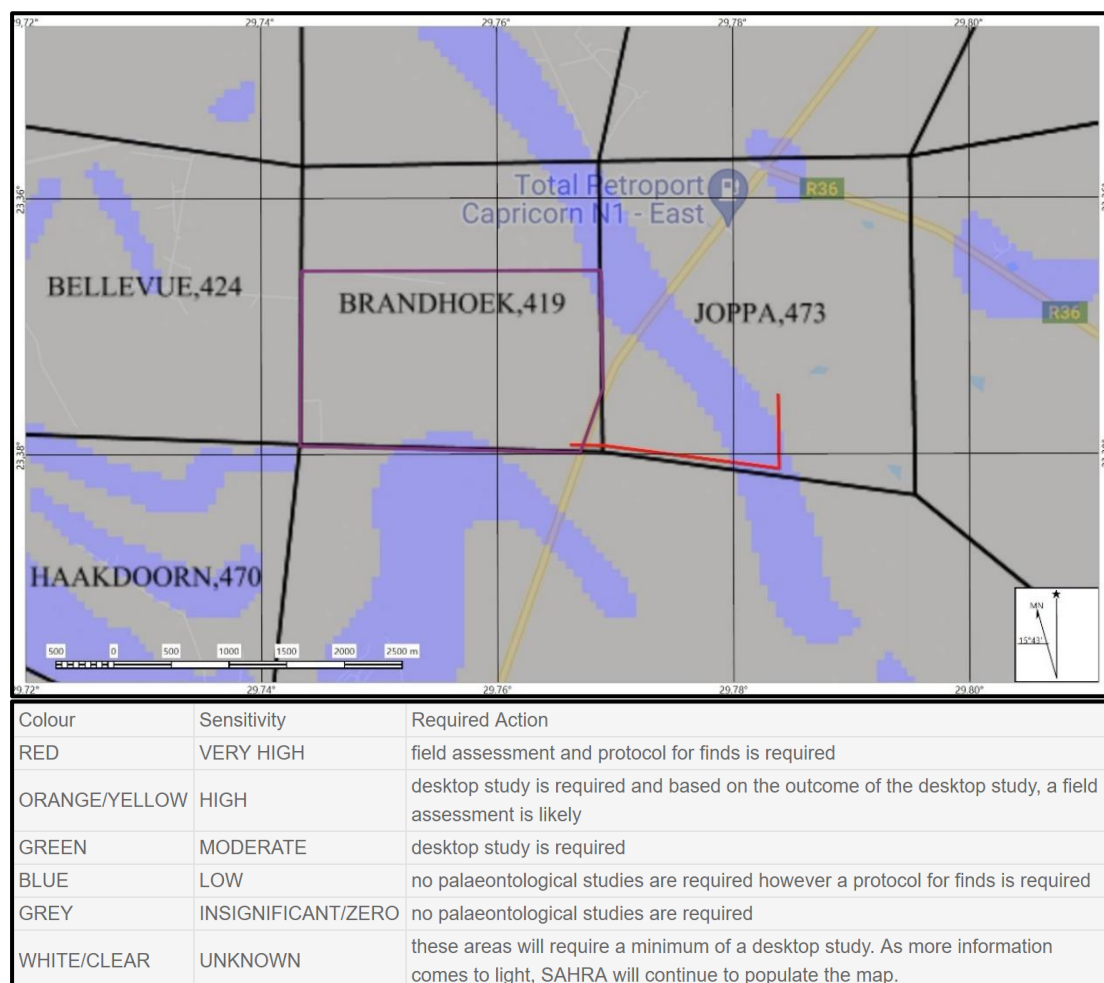 29.72° 29.74° 29.76° 29.78° 29.80°
23.36°
Total Petroport
Capricorn N1 - East
R36
BELLEVUE,424
BRANDHOEK,419
JOPPA,473
R36
23.38°
HAAKDOORN,470
MN
15°43'
500 0 500 1000 1500 2000 2500 m
29.72° 29.74° 29.76° 29.78° 29.80°
Colour Sensitivity Required Action
RED VERY HIGH field assessment and protocol for finds is required
ORANGE/YELLOW HIGH desktop study is required and based on the outcome of the desktop study, a field
assessment is likely
GREEN MODERATE desktop study is required
BLUE LOW no palaeontological studies are required however a protocol for finds is required
GREY INSIGNIFICANT/ZERO no palaeontological studies are required
WHITE/CLEAR UNKNOWN these areas will require a minimum of a desktop study. As more information
comes to light, SAHRA will continue to populate the map.